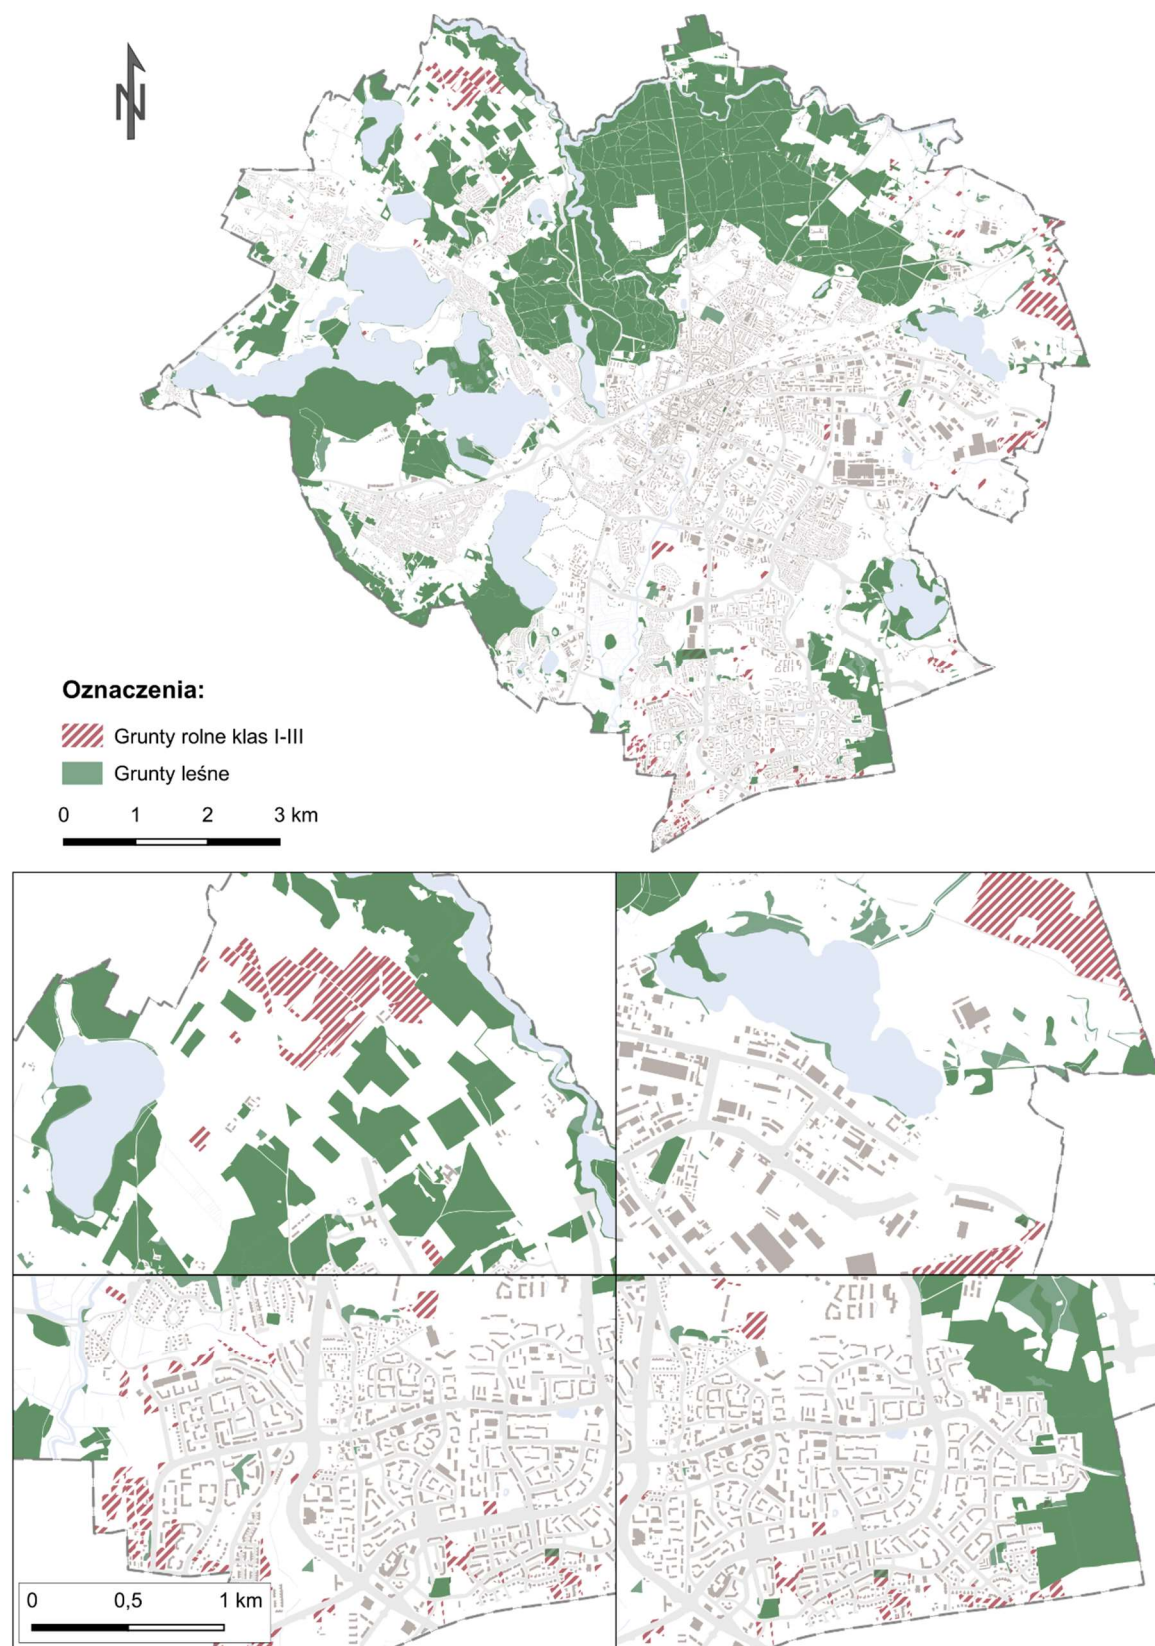 N
Oznaczenia:
Grunty rolne klas I-III
Grunty leśne
0 1 2 3 km
0 0,5 1 km